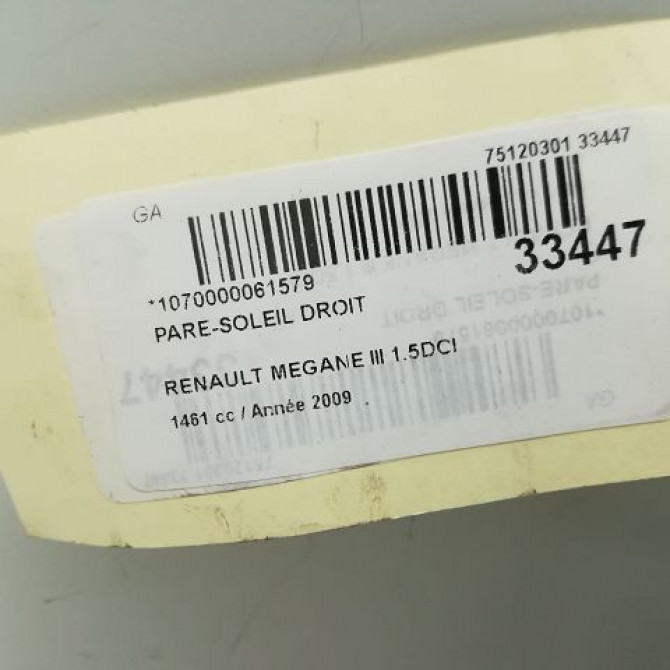 75120301 33447
GA
33447
*1070000061579
PARE-SOLEIL DROIT
RENAULT MEGANE III 1.5DCI
1461 cc / Année 2009